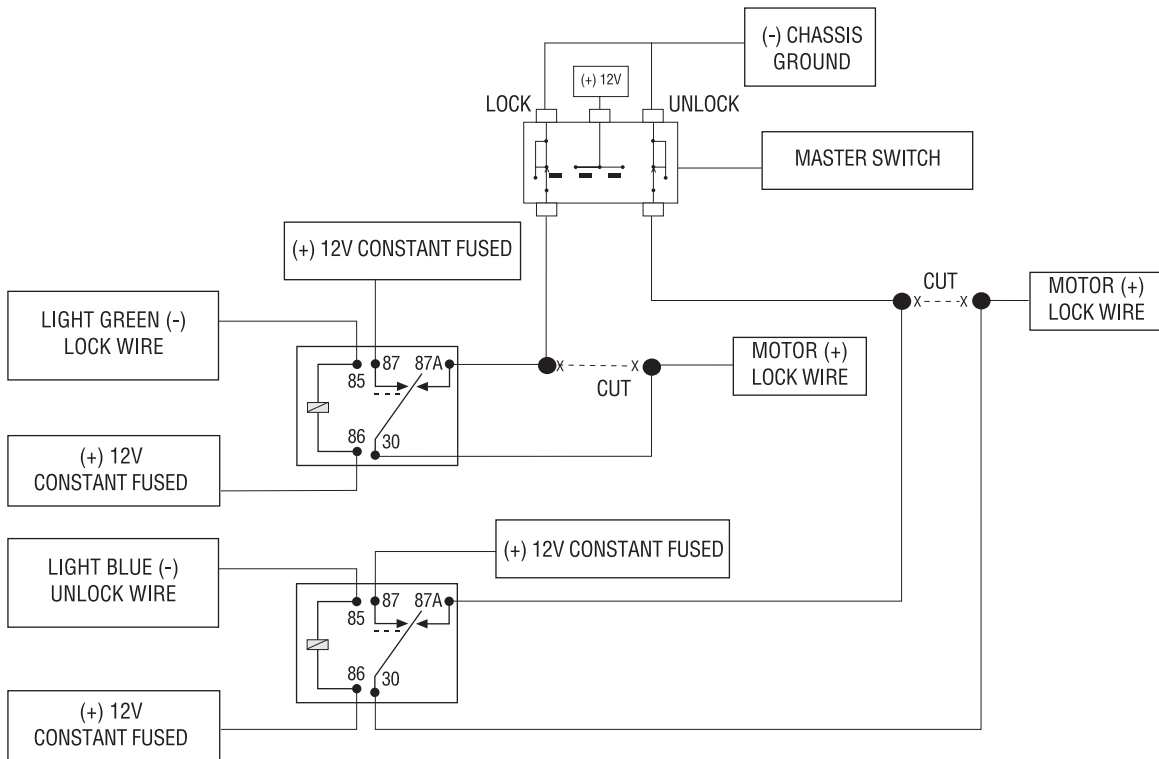 (-) CHASSIS
GROUND
(+) 12V
LOCK
UNLOCK
MASTER SWITCH
(+) 12V CONSTANT FUSED
CUT
MOTOR (+)
LOCK WIRE
LIGHT GREEN (-)
LOCK WIRE
87
87A
85
MOTOR (+)
LOCK WIRE
CUT
86
30
(+) 12V
CONSTANT FUSED
(+) 12V CONSTANT FUSED
LIGHT BLUE (-)
UNLOCK WIRE
87
87A
85
86
30
(+) 12V
CONSTANT FUSED